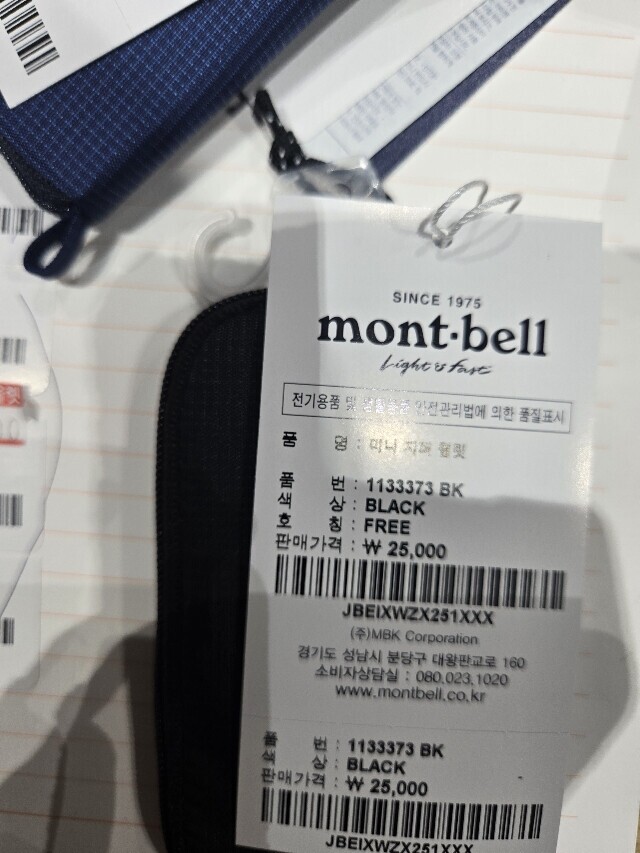 SINCE 1975
mont·bell
Light & Fast
전기용품 및 생활용품 안전관리법에 의한 품질표시
품 명 : 미니 지퍼 월렛
품 번 : 1133373 BK
색 상 : BLACK
호 칭 : FREE
판매가격 : ₩ 25,000
JBEIXWZX251XXX
(주)MBK Corporation
경기도 성남시 분당구 대왕판교로 160
소비자상담실 : 080.023.1020
www.montbell.co.kr
품 번 : 1133373 BK
색 상 : BLACK
판매가격 : ₩ 25,000
JBEIXWZX251XXX